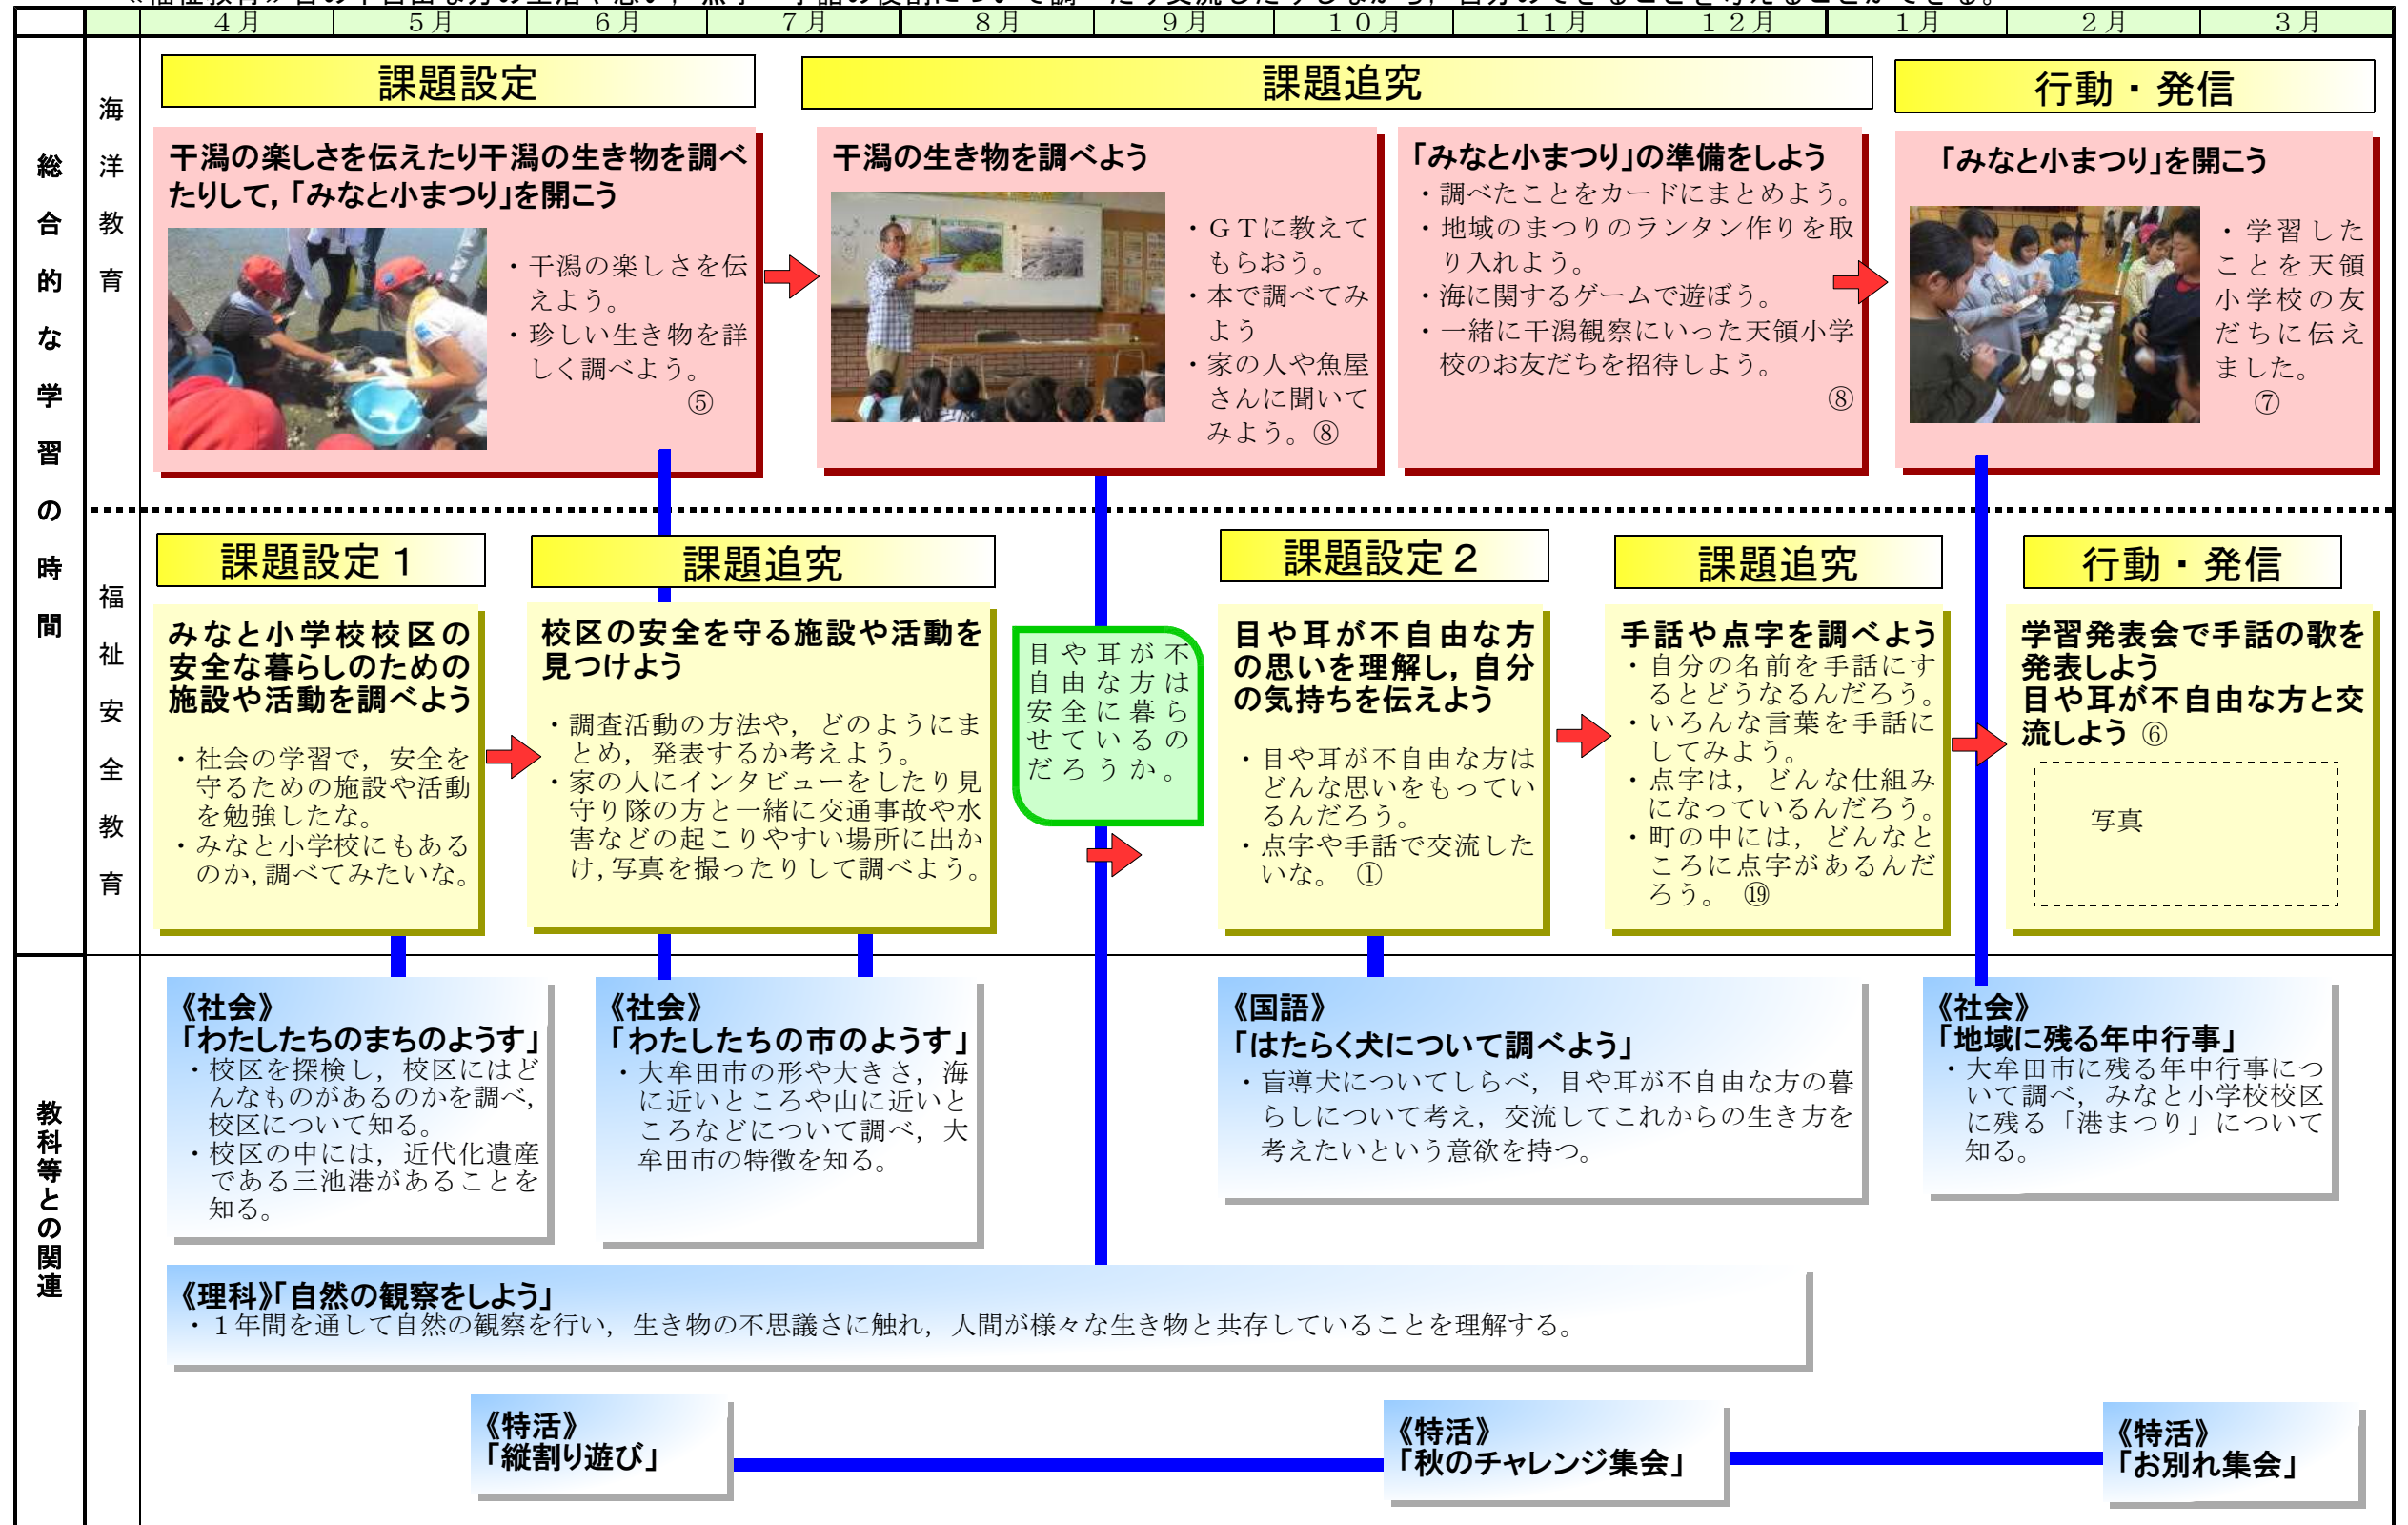 4月 5月 6月 7月 8月 9月 10月 11月 12月 1月 2月 3月
総合的な学習の時間
海洋教育
課題設定
課題追究
行動・発信
干潟の楽しさを伝えたり干潟の生き物を調べ
たりして，「みなと小まつり」を開こう
・干潟の楽しさを伝
えよう。
・珍しい生き物を詳
しく調べよう。
⑤
干潟の生き物を調べよう
・ＧＴに教えて
もらおう。
・本で調べてみ
よう
・家の人や魚屋
さんに聞いて
みよう。⑧
「みなと小まつり」の準備をしよう
・調べたことをカードにまとめよう。
・地域のまつりのランタン作りを取
り入れよう。
・海に関するゲームで遊ぼう。
・一緒に干潟観察にいった天領小学
校のお友だちを招待しよう。
⑧
「みなと小まつり」を開こう
・学習した
ことを天領
小学校の友
だちに伝え
ました。
⑦
福祉安全教育
課題設定１
課題追究
課題設定２
課題追究
行動・発信
みなと小学校校区の
安全な暮らしのための
施設や活動を調べよう
・社会の学習で，安全を
守るための施設や活動
を勉強したな。
・みなと小学校にもある
のか,調べてみたいな。
校区の安全を守る施設や活動を
見つけよう
・調査活動の方法や，どのようにま
とめ，発表するか考えよう。
・家の人にインタビューをしたり見
守り隊の方と一緒に交通事故や水
害などの起こりやすい場所に出か
け,写真を撮ったりして調べよう。
目や耳が不
自由な方は
安全に暮ら
せているの
だろうか。
目や耳が不自由な方
の思いを理解し，自分
の気持ちを伝えよう
・目や耳が不自由な方は
どんな思いをもってい
るんだろう。
・点字や手話で交流した
いな。 ①
手話や点字を調べよう
・自分の名前を手話にす
るとどうなるんだろう。
・いろんな言葉を手話に
してみよう。
・点字は，どんな仕組み
になっているんだろう。
・町の中には，どんなと
ころに点字があるんだ
ろう。 ⑲
学習発表会で手話の歌を
発表しよう
目や耳が不自由な方と交
流しよう ⑥
写真
教科等との関連
《社会》
「わたしたちのまちのようす」
・校区を探検し，校区にはど
んなものがあるのかを調べ，
校区について知る。
・校区の中には，近代化遺産
である三池港があることを
知る。
《社会》
「わたしたちの市のようす」
・大牟田市の形や大きさ，海
に近いところや山に近いと
ころなどについて調べ，大
牟田市の特徴を知る。
《国語》
「はたらく犬について調べよう」
・盲導犬についてしらべ，目や耳が不自由な方の暮
らしについて考え，交流してこれからの生き方を
考えたいという意欲を持つ。
《社会》
「地域に残る年中行事」
・大牟田市に残る年中行事につ
いて調べ，みなと小学校校区
に残る「港まつり」について
知る。
《理科》「自然の観察をしよう」
・１年間を通して自然の観察を行い，生き物の不思議さに触れ，人間が様々な生き物と共存していることを理解する。
《特活》
「縦割り遊び」
《特活》
「秋のチャレンジ集会」
《特活》
「お別れ集会」